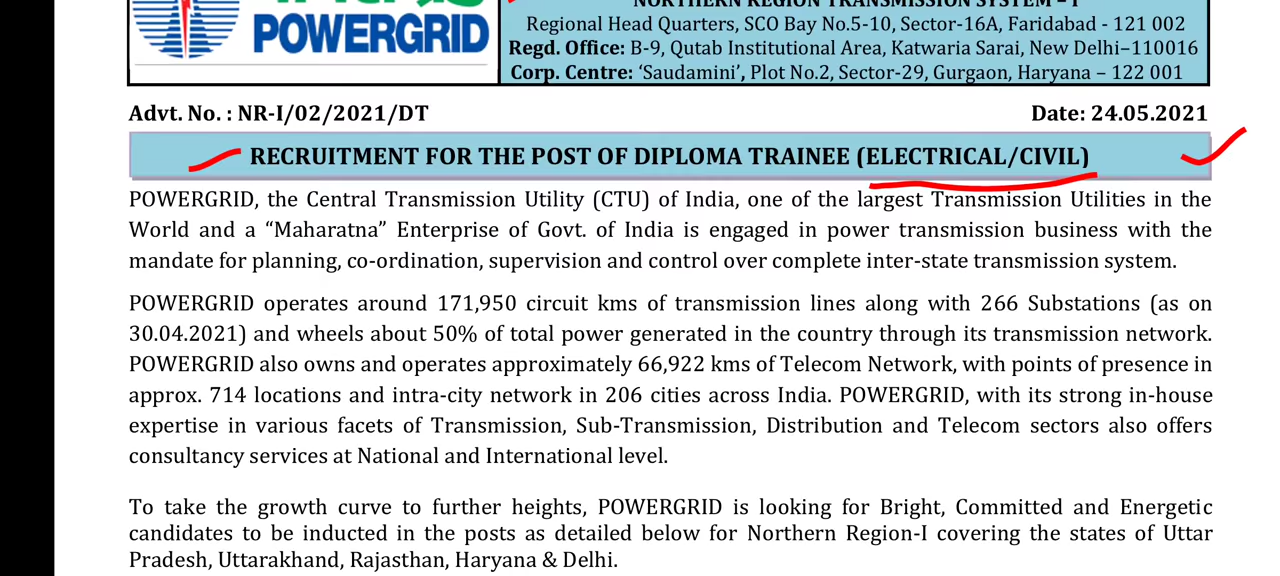 POWERGRID
NORTHERN REGION TRANSMISSION SYSTEM – I
Regional Head Quarters, SCO Bay No.5-10, Sector-16A, Faridabad - 121 002
Regd. Office: B-9, Qutab Institutional Area, Katwaria Sarai, New Delhi–110016
Corp. Centre: ‘Saudamini’, Plot No.2, Sector-29, Gurgaon, Haryana – 122 001
Advt. No. : NR-I/02/2021/DT Date: 24.05.2021
RECRUITMENT FOR THE POST OF DIPLOMA TRAINEE (ELECTRICAL/CIVIL)
POWERGRID, the Central Transmission Utility (CTU) of India, one of the largest Transmission Utilities in the
World and a “Maharatna” Enterprise of Govt. of India is engaged in power transmission business with the
mandate for planning, co-ordination, supervision and control over complete inter-state transmission system.
POWERGRID operates around 171,950 circuit kms of transmission lines along with 266 Substations (as on
30.04.2021) and wheels about 50% of total power generated in the country through its transmission network.
POWERGRID also owns and operates approximately 66,922 kms of Telecom Network, with points of presence in
approx. 714 locations and intra-city network in 206 cities across India. POWERGRID, with its strong in-house
expertise in various facets of Transmission, Sub-Transmission, Distribution and Telecom sectors also offers
consultancy services at National and International level.
To take the growth curve to further heights, POWERGRID is looking for Bright, Committed and Energetic
candidates to be inducted in the posts as detailed below for Northern Region-I covering the states of Uttar
Pradesh, Uttarakhand, Rajasthan, Haryana & Delhi.